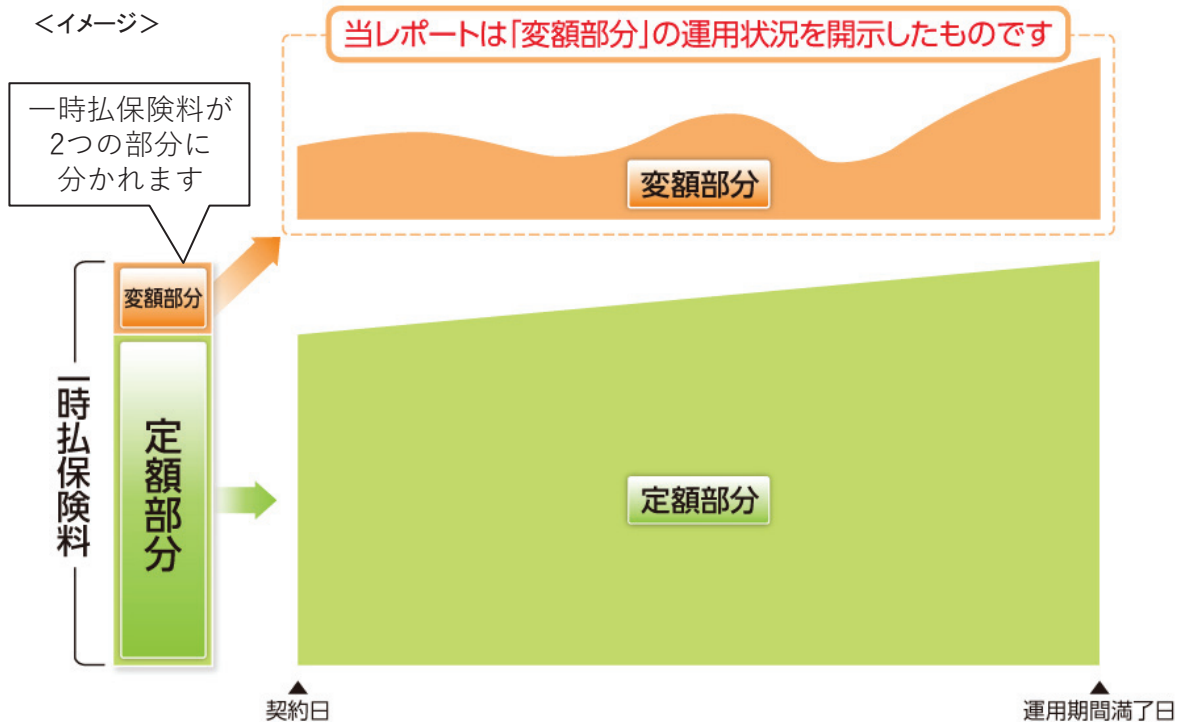 ＜イメージ＞
当レポートは「変額部分」の運用状況を開示したものです
一時払保険料が
2つの部分に
分かれます
変額部分
変額部分
一時払保険料
定額部分
定額部分
▲
契約日
▲
運用期間満了日